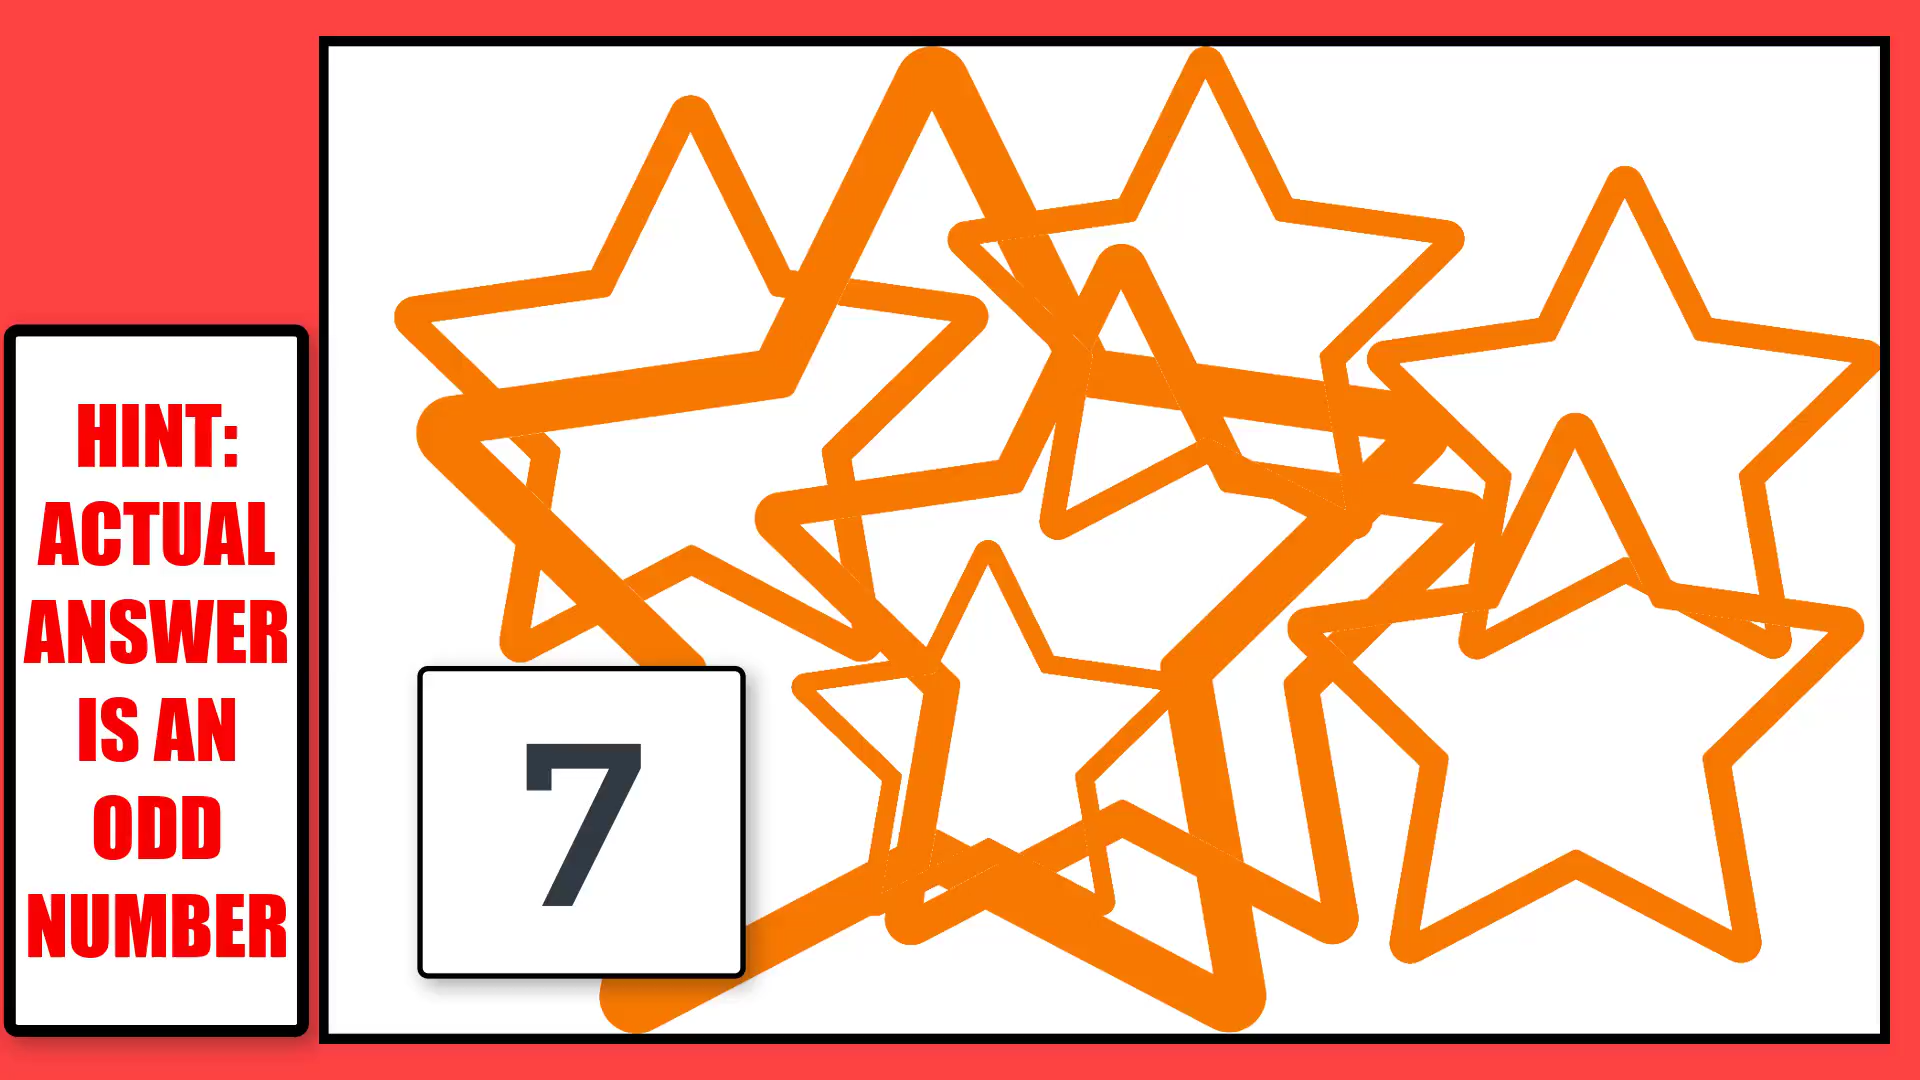 HINT:
ACTUAL
ANSWER
IS AN
ODD
NUMBER
7